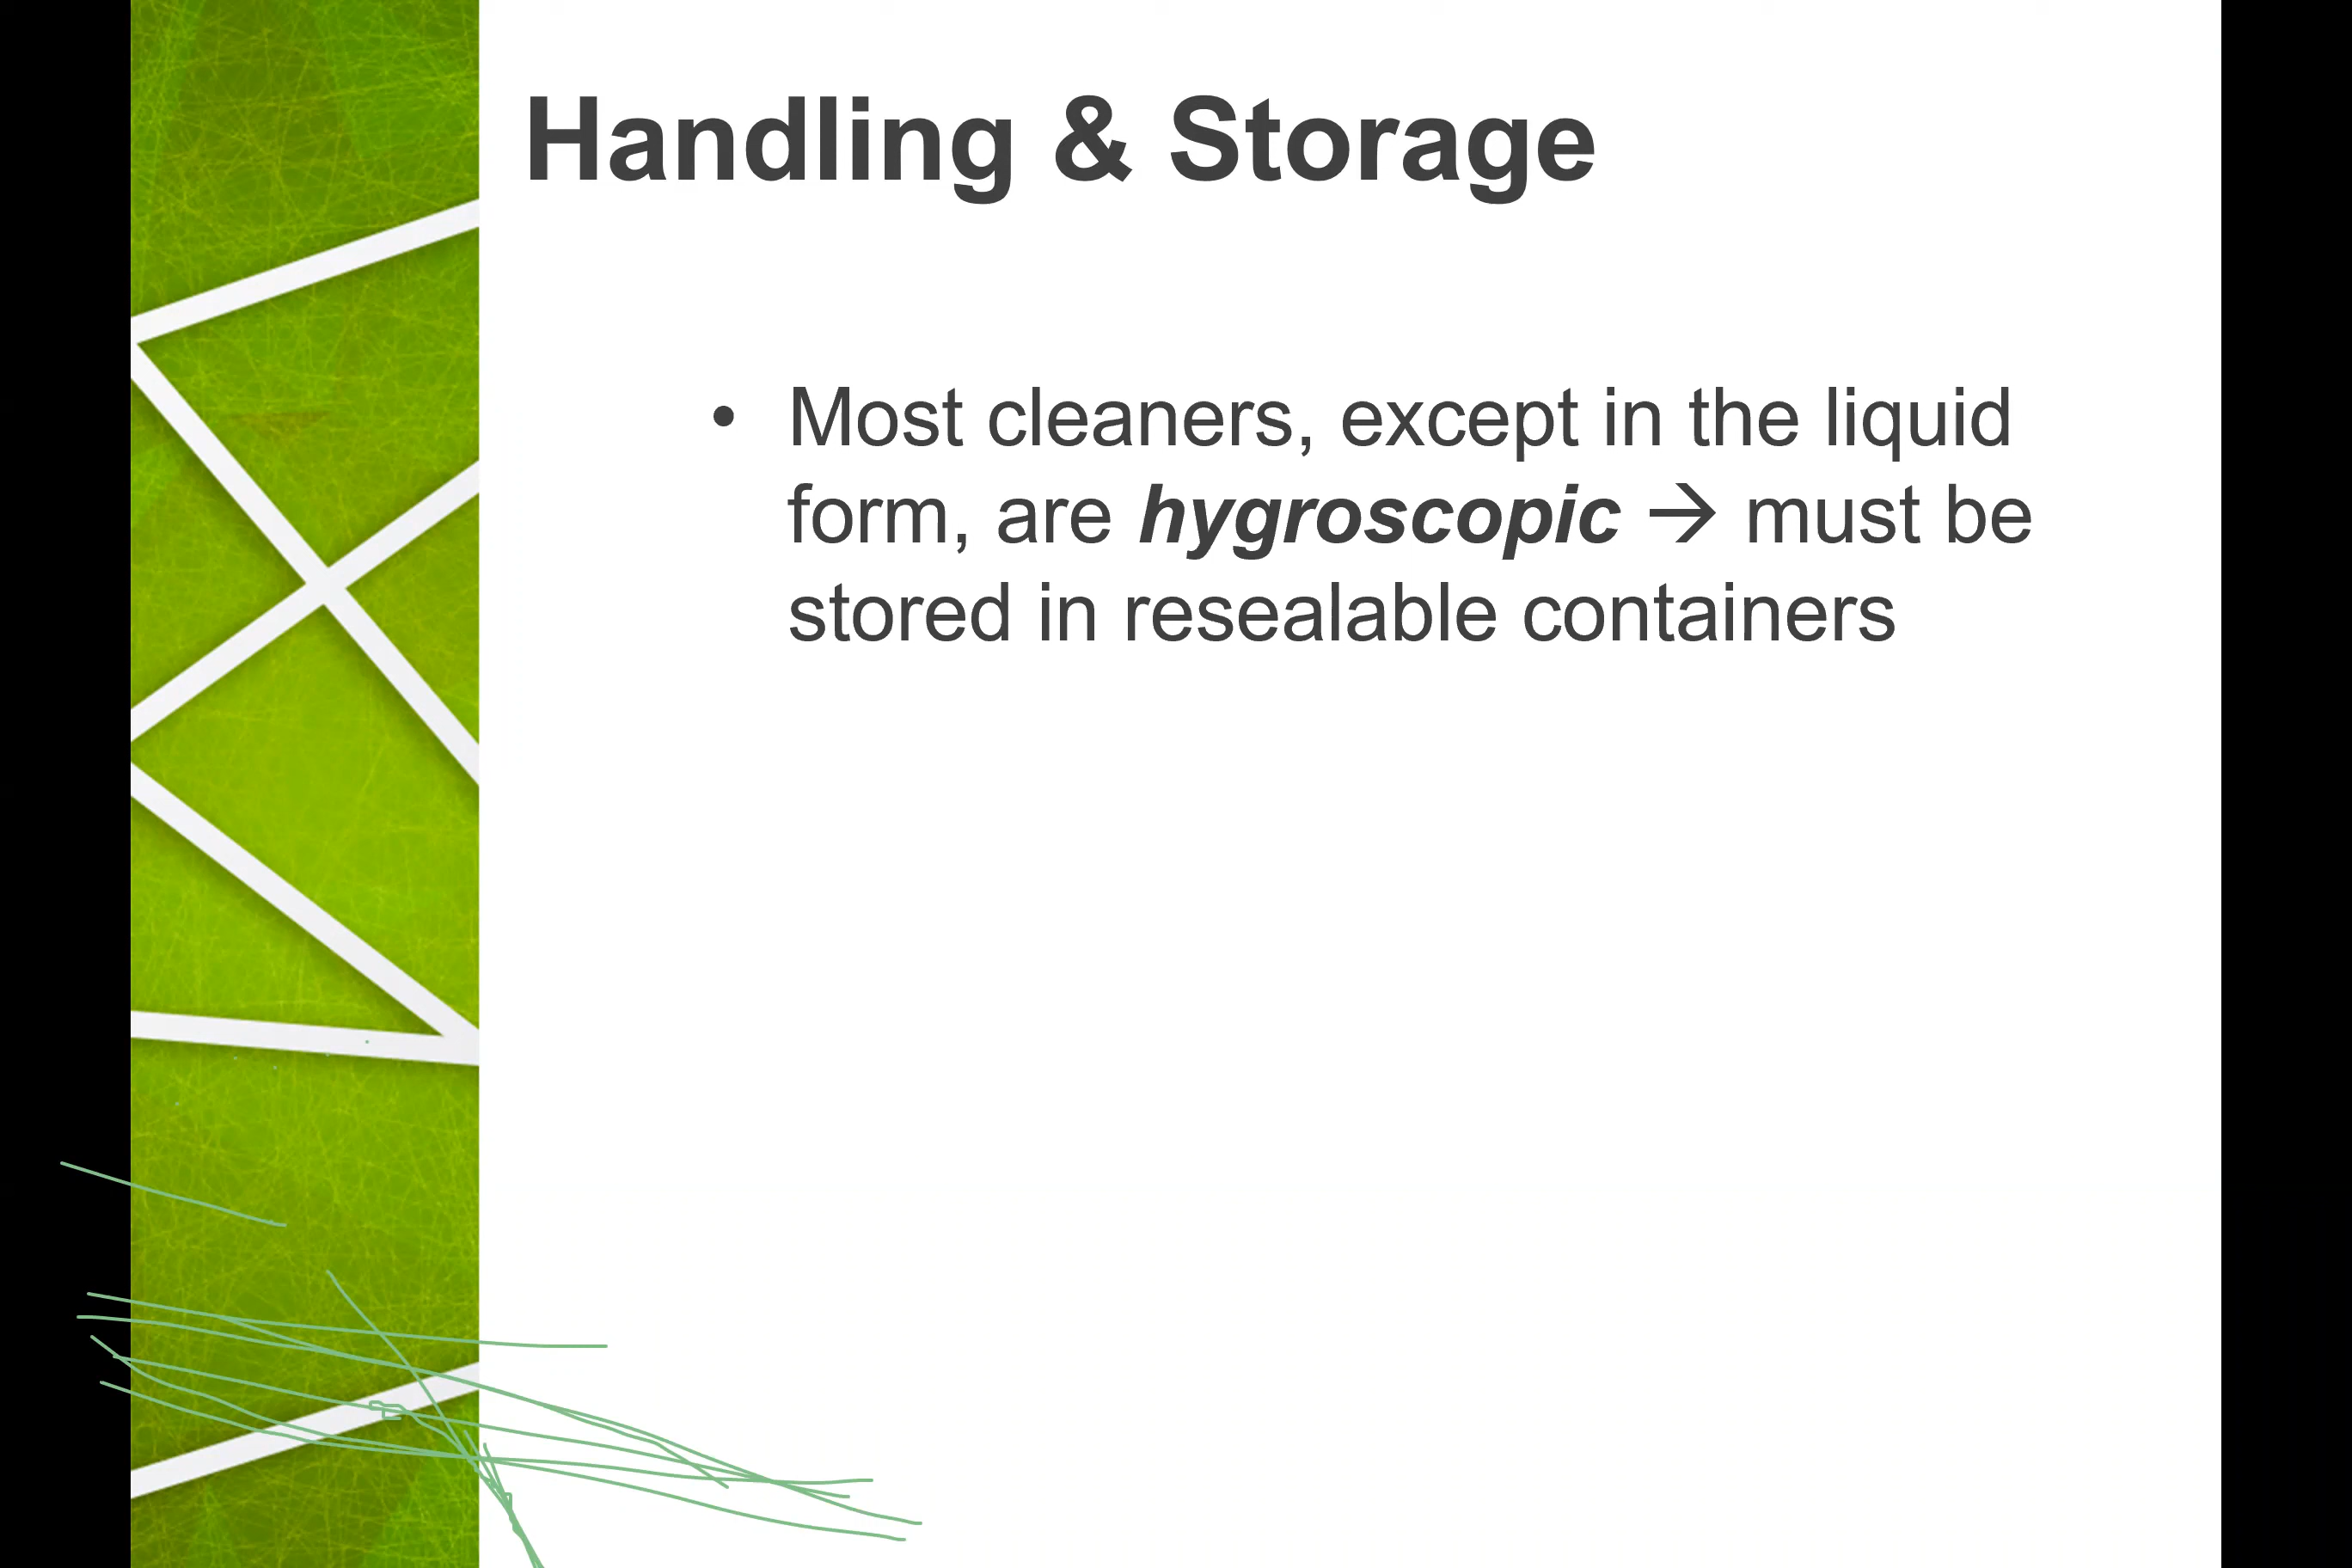 Handling & Storage
• Most cleaners, except in the liquid
form, are hygroscopic → must be
stored in resealable containers